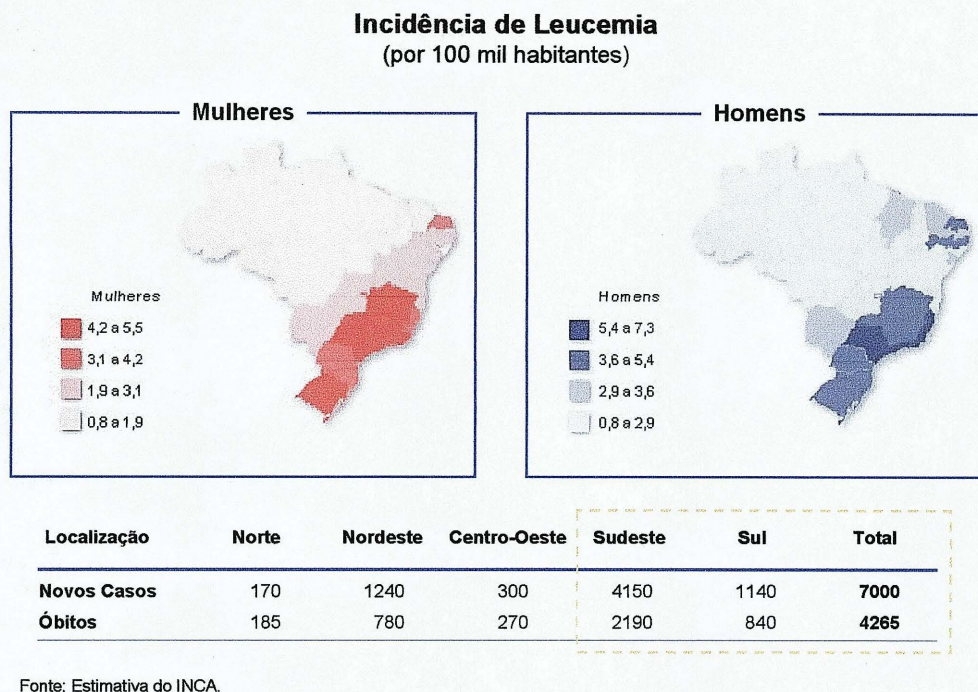 Incidência de Leucemia
(por 100 mil habitantes)
Mulheres
Mulheres
4,2 a 5,5
3,1 a 4,2
1,9 a 3,1
0,8 a 1,9
Homens
Homens
5,4 a 7,3
3,6 a 5,4
2,9 a 3,6
0,8 a 2,9
Localização Norte Nordeste Centro-Oeste Sudeste Sul Total
Novos Casos 170 1240 300 4150 1140 7000
Óbitos 185 780 270 2190 840 4265
Fonte: Estimativa do INCA.